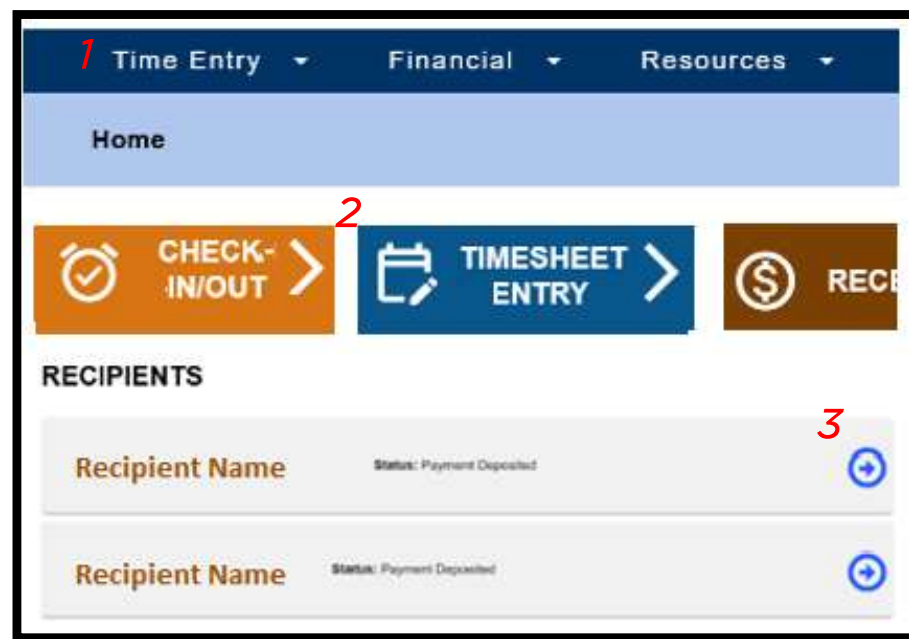 1 Time Entry Financial Resources
Home
2
CHECK-
IN/OUT
TIMESHEET
ENTRY
RECE
RECIPIENTS
3
Recipient Name Status: Payment Deposited
Recipient Name Status: Payment Deposited